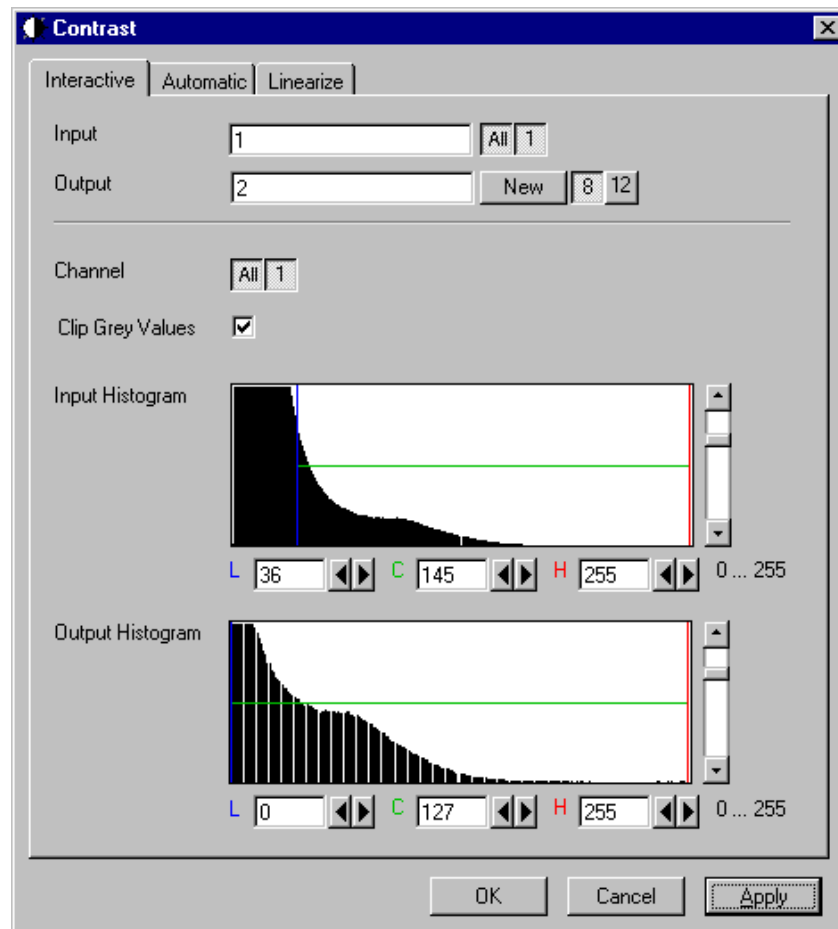 Contrast
Interactive Automatic Linearize
Input 1 All 1
Output 2 New 8 12
Channel All 1
Clip Grey Values
Input Histogram
L 36 C 145 H 255 0 ... 255
Output Histogram
L 0 C 127 H 255 0 ... 255
OK Cancel Apply